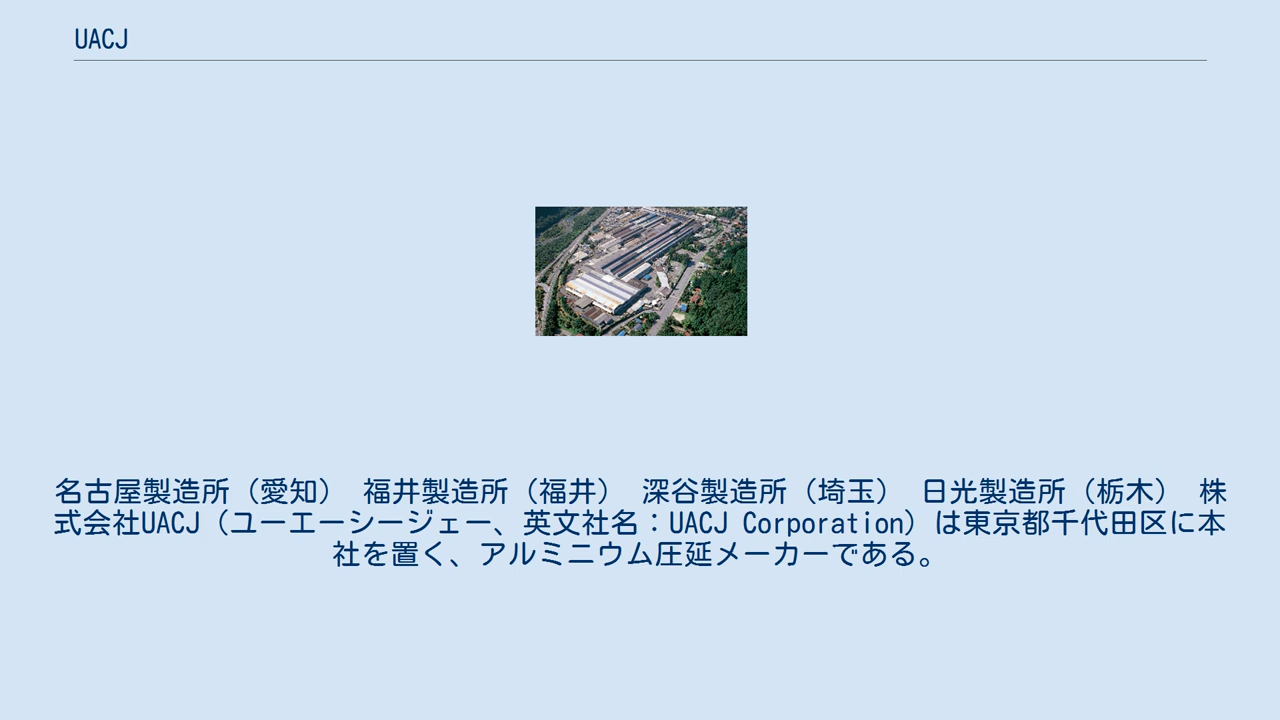 UACJ
名古屋製造所（愛知） 福井製造所（福井） 深谷製造所（埼玉） 日光製造所（栃木） 株
式会社UACJ（ユーエーシージェー、英文社名：UACJ Corporation）は東京都千代田区に本
社を置く、アルミニウム圧延メーカーである。